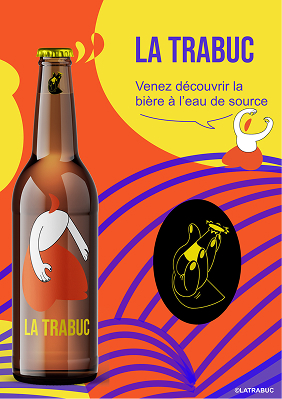 LA TRABUC
Venez découvrir la
bière à l'eau de source
LA TRABUC
©LATRABUC